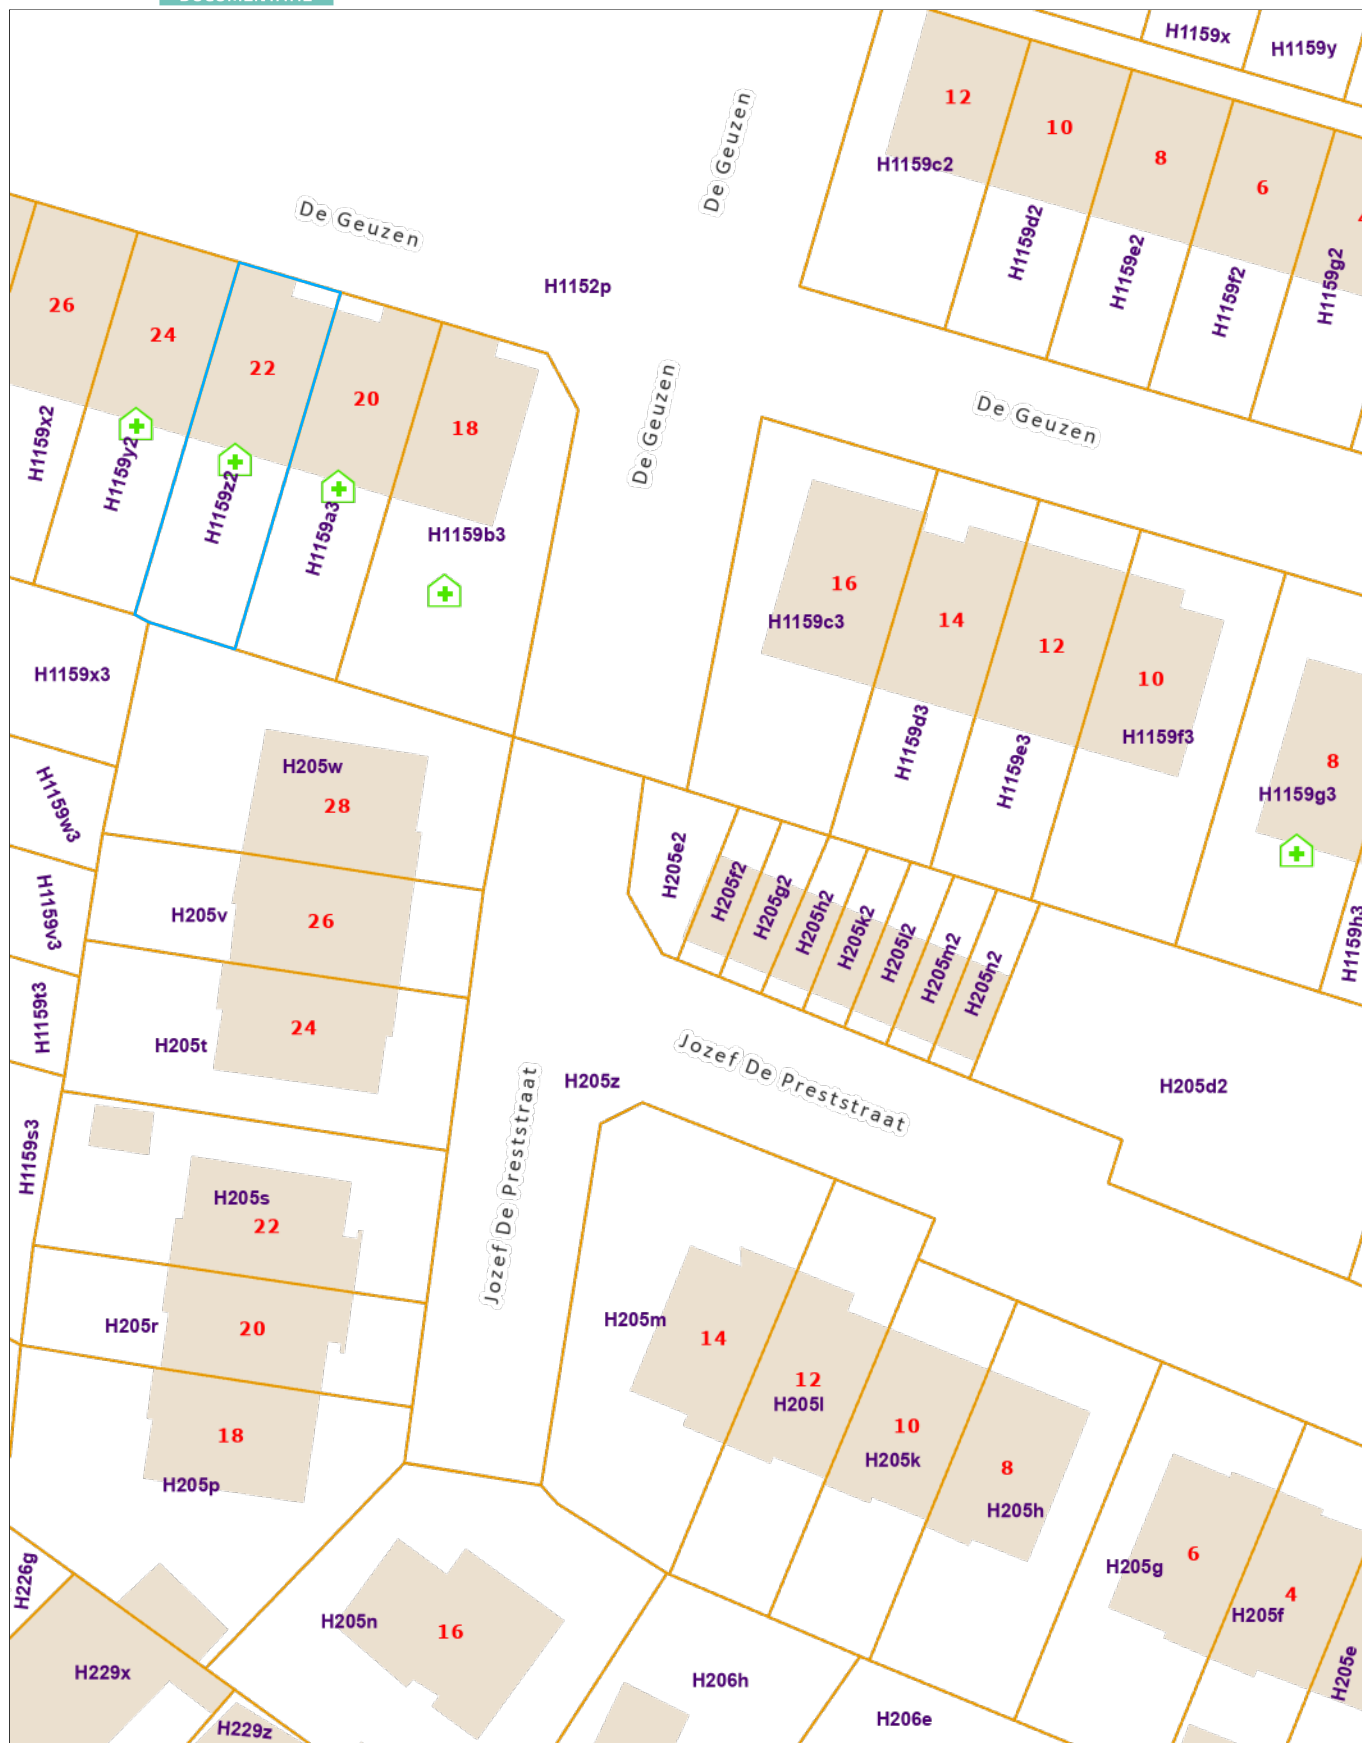 H1159x
H1159y
12
10
8
6
H1159c2
H1159d2
H1159e2
H1159f2
H1159g2
De Geuzen
De Geuzen
H1152p
26
24
22
20
18
H1159x2
H1159y2
H1159z2
H1159a3
H1159b3
De Geuzen
De Geuzen
16
14
12
10
8
H1159c3
H1159d3
H1159e3
H1159f3
H1159g3
H1159h3
H1159x3
H1159w3
H1159v3
H1159t3
H1159s3
H205w
28
H205v
26
24
H205t
H205e2
H205f2
H205g2
H205h2
H205k2
H205l2
H205m2
H205n2
Jozef De Preststraat
H205z
H205d2
Jozef De Preststraat
H205s
22
H205r
20
18
H205p
H205m
14
12
H205l
10
H205k
8
H205h
6
H205g
4
H205f
H205e
H226g
H205n
16
H229x
H229z
H206h
H206e